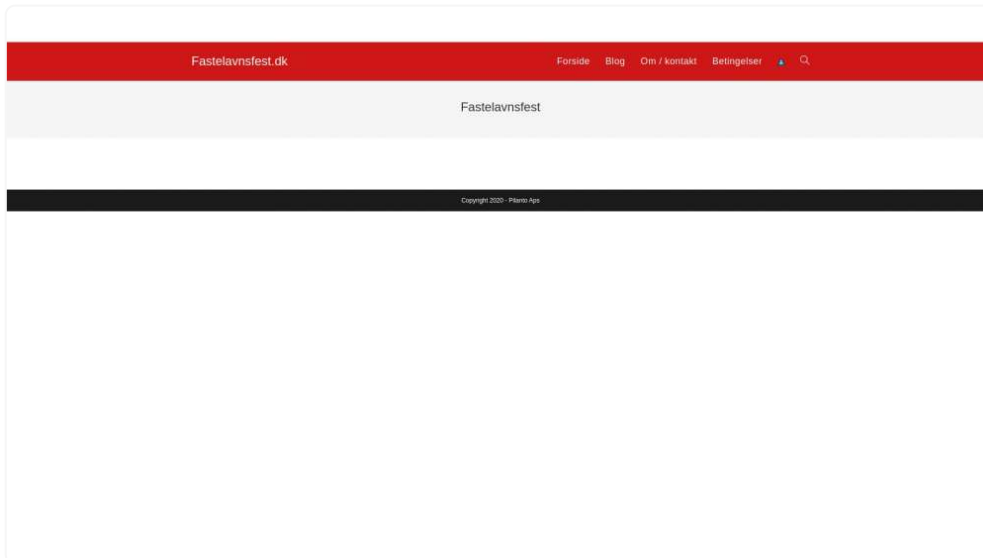 Fastelavnsfest.dk
Forside Blog Om / kontakt Betingelser
Fastelavnsfest
Copyright 2020 - Pilanto Aps